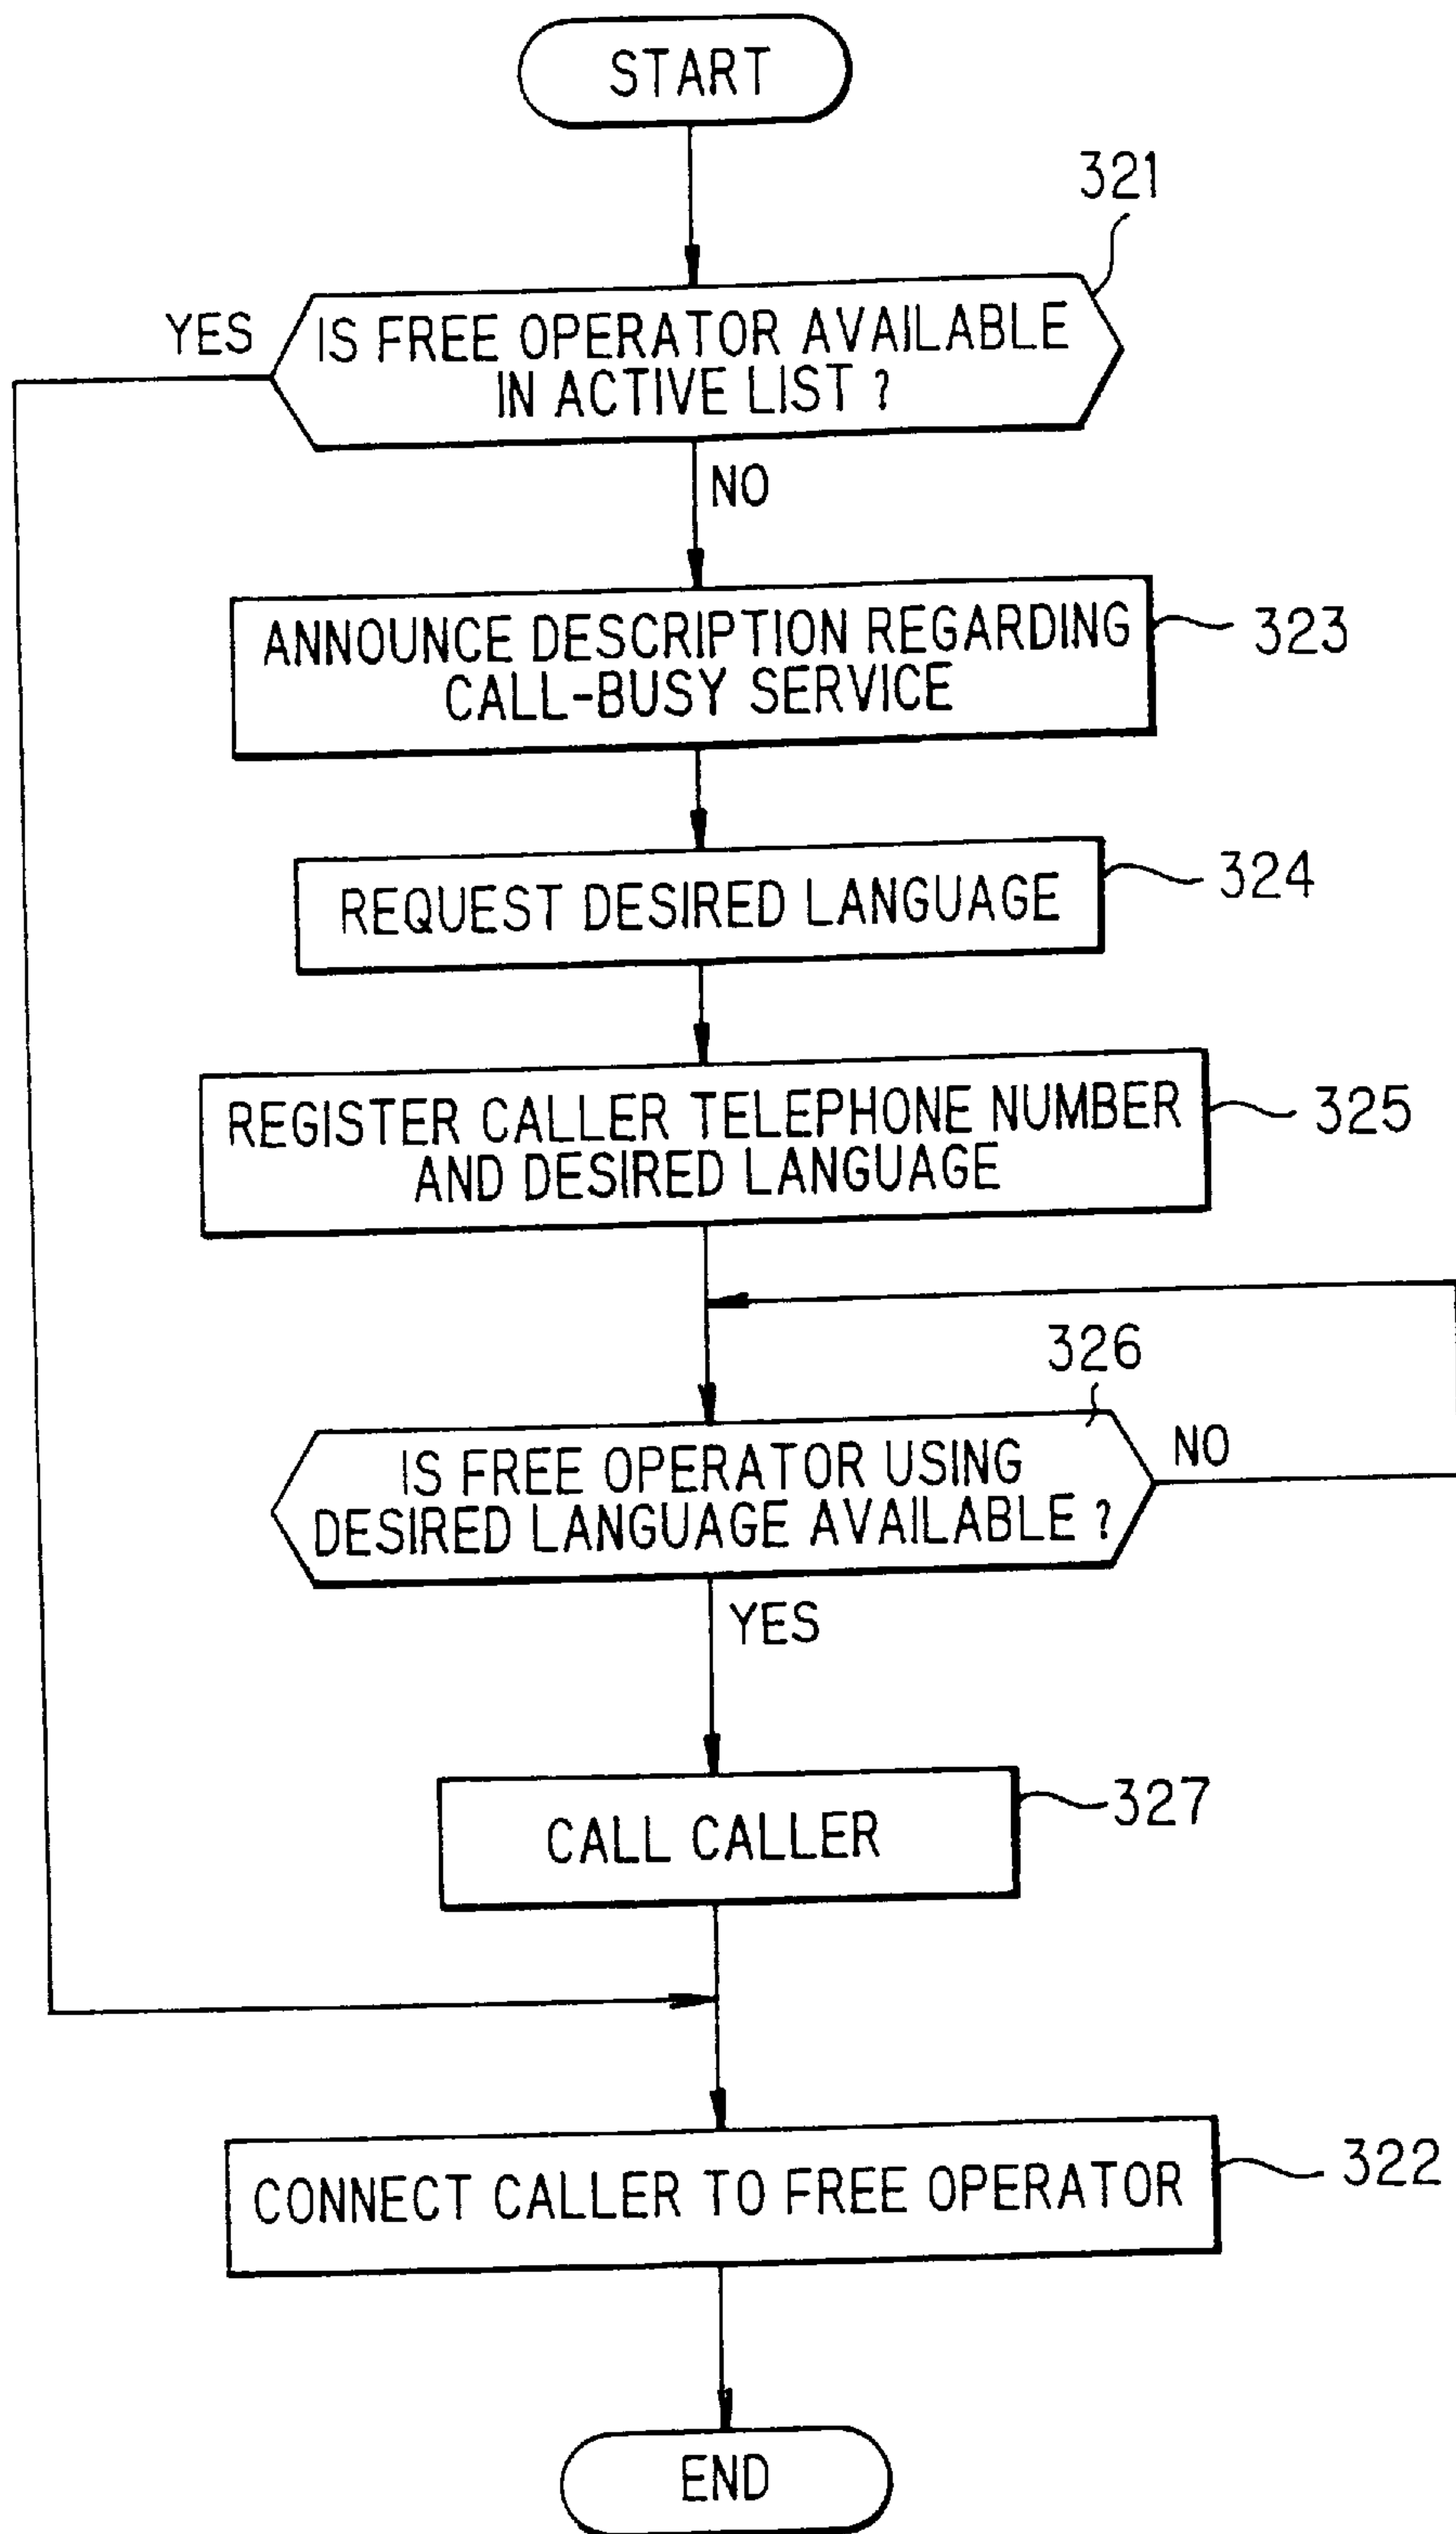 START
321
YES
IS FREE OPERATOR AVAILABLE
IN ACTIVE LIST ?
NO
ANNOUNCE DESCRIPTION REGARDING
CALL-BUSY SERVICE
323
REQUEST DESIRED LANGUAGE
324
REGISTER CALLER TELEPHONE NUMBER
AND DESIRED LANGUAGE
325
326
IS FREE OPERATOR USING
DESIRED LANGUAGE AVAILABLE ?
NO
YES
CALL CALLER
327
CONNECT CALLER TO FREE OPERATOR
322
END